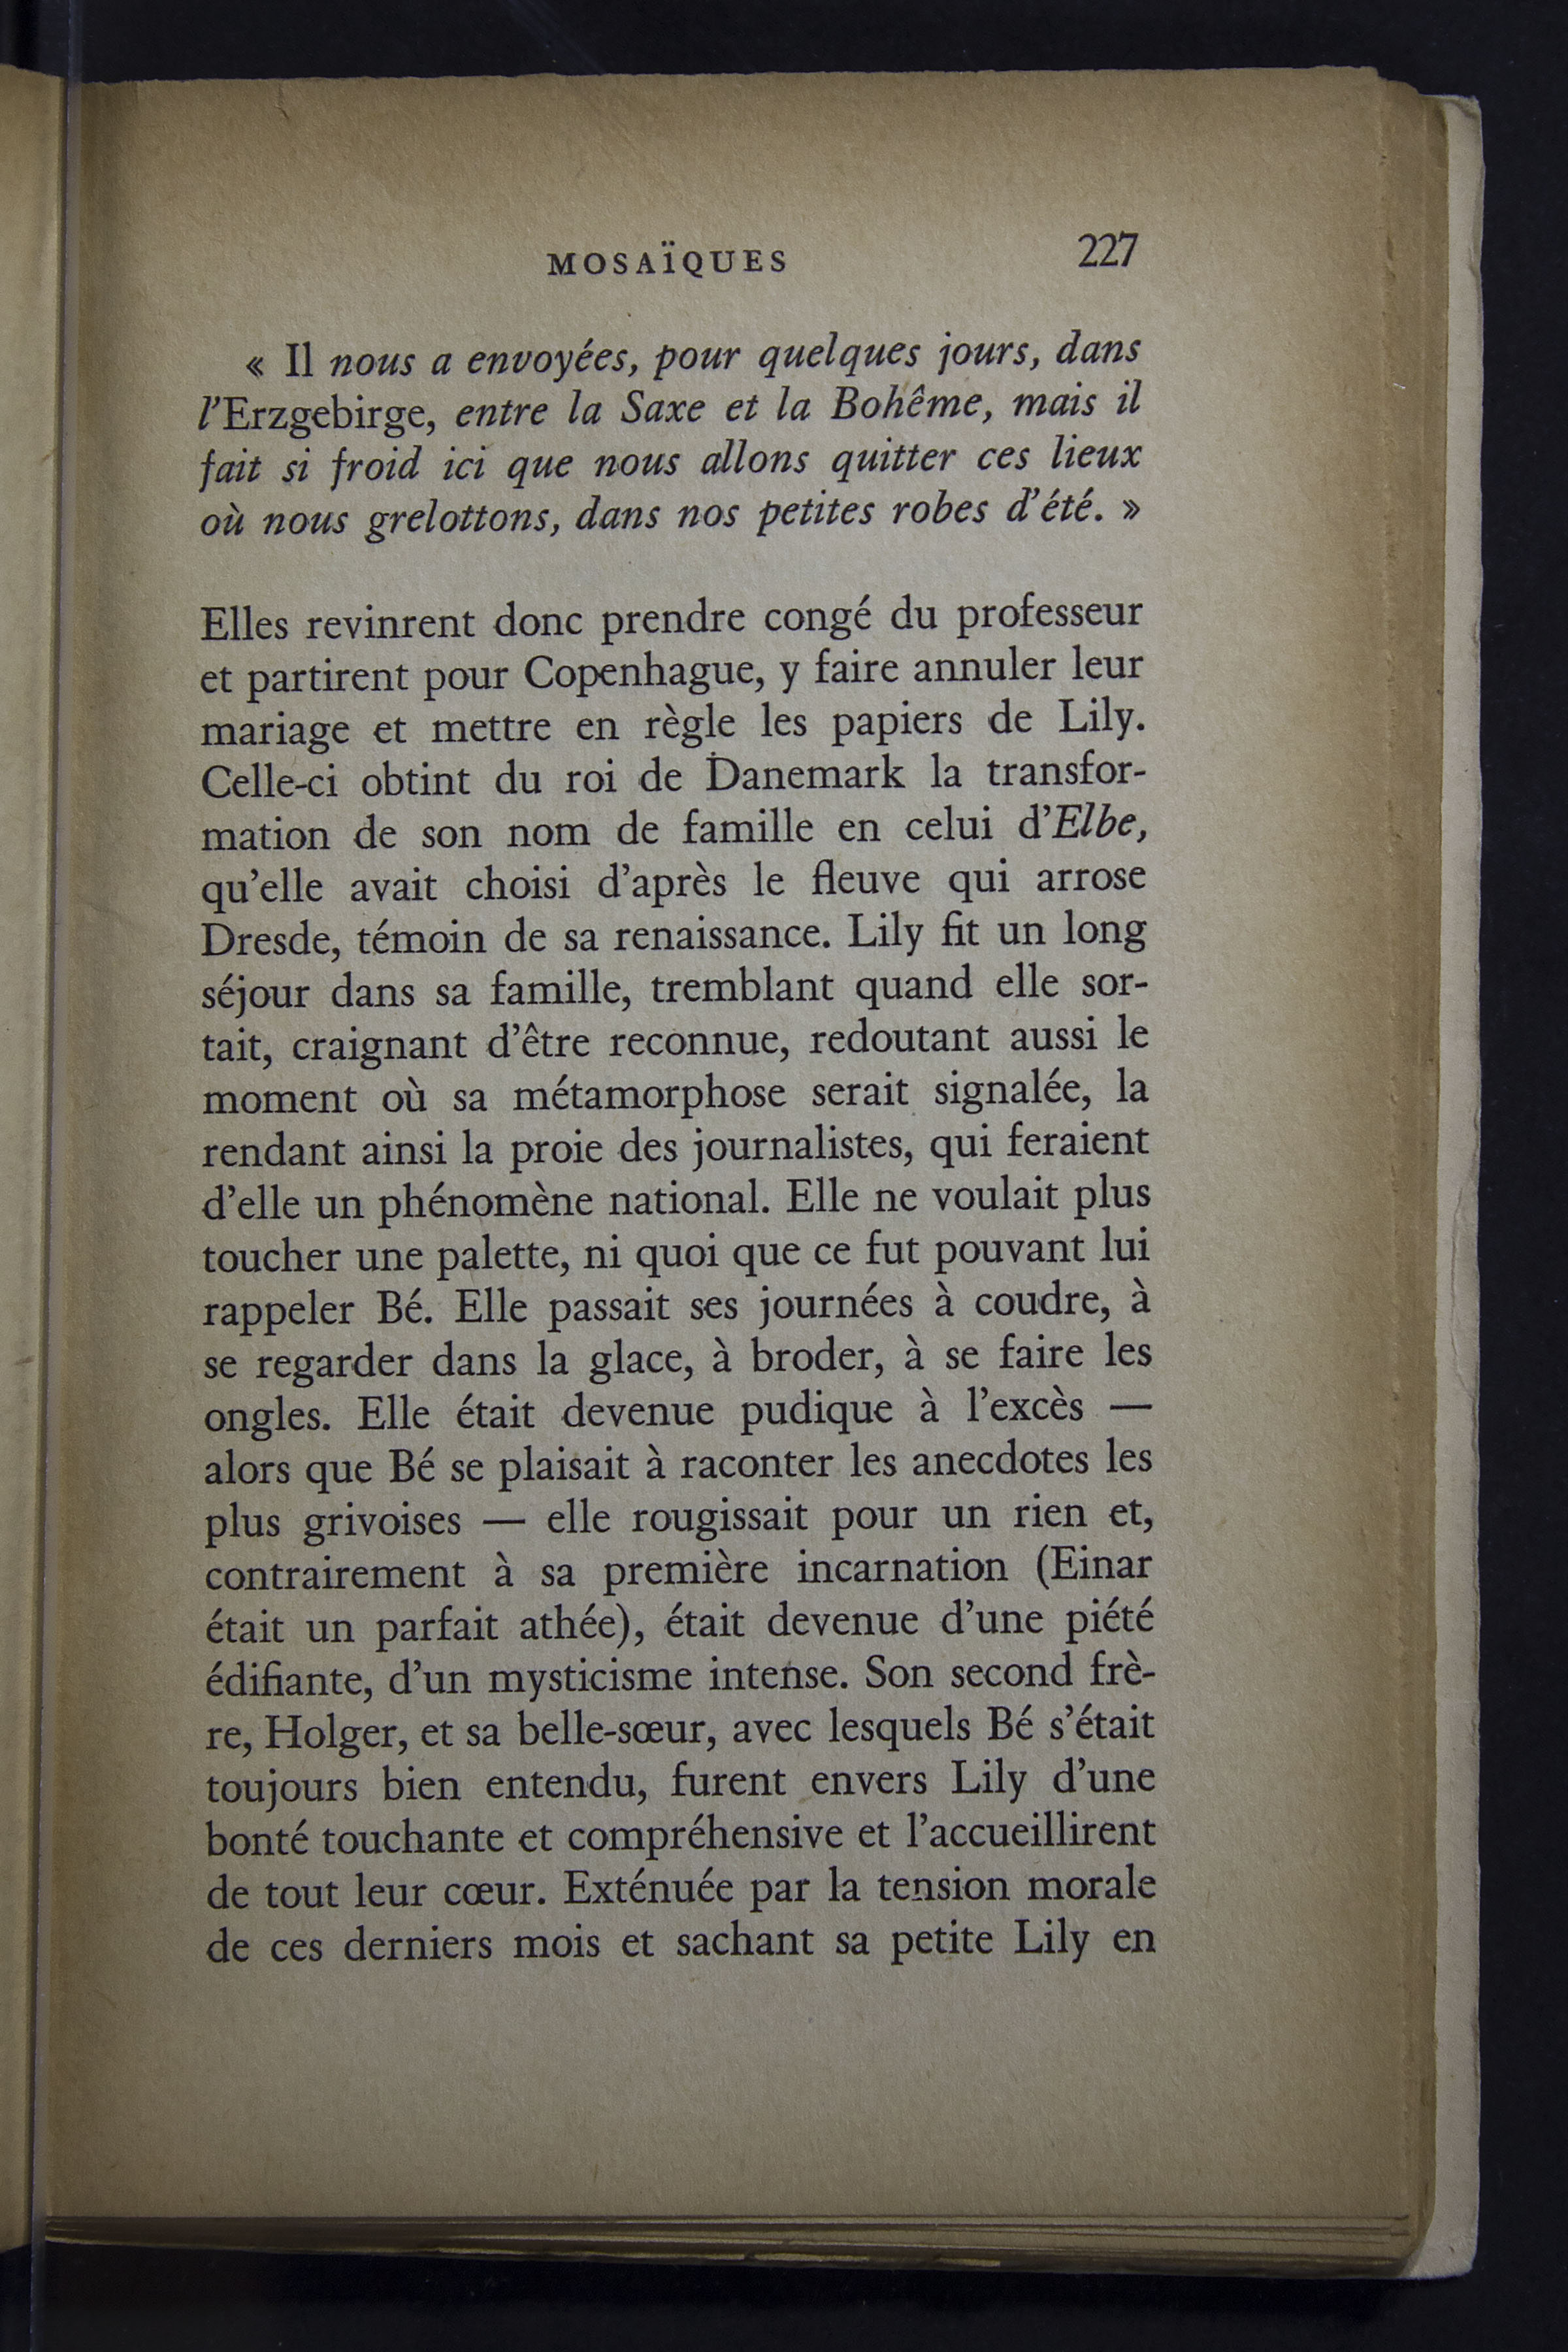 MOSAÏQUES 227
« Il nous a envoyées, pour quelques jours, dans
l'Erzgebirge, entre la Saxe et la Bohême, mais il
fait si froid ici que nous allons quitter ces lieux
où nous grelottons, dans nos petites robes d'été. »
Elles revinrent donc prendre congé du professeur
et partirent pour Copenhague, y faire annuler leur
mariage et mettre en règle les papiers de Lily.
Celle-ci obtint du roi de Danemark la transfor-
mation de son nom de famille en celui d'Elbe,
qu'elle avait choisi d'après le fleuve qui arrose
Dresde, témoin de sa renaissance. Lily fit un long
séjour dans sa famille, tremblant quand elle sor-
tait, craignant d'être reconnue, redoutant aussi le
moment où sa métamorphose serait signalée, la
rendant ainsi la proie des journalistes, qui feraient
d'elle un phénomène national. Elle ne voulait plus
toucher une palette, ni quoi que ce fut pouvant lui
rappeler Bé. Elle passait ses journées à coudre, à
se regarder dans la glace, à broder, à se faire les
ongles. Elle était devenue pudique à l'excès —
alors que Bé se plaisait à raconter les anecdotes les
plus grivoises — elle rougissait pour un rien et,
contrairement à sa première incarnation (Einar
était un parfait athée), était devenue d'une piété
édifiante, d'un mysticisme intense. Son second frè-
re, Holger, et sa belle-sœur, avec lesquels Bé s'était
toujours bien entendu, furent envers Lily d'une
bonté touchante et compréhensive et l'accueillirent
de tout leur cœur. Exténuée par la tension morale
de ces derniers mois et sachant sa petite Lily en